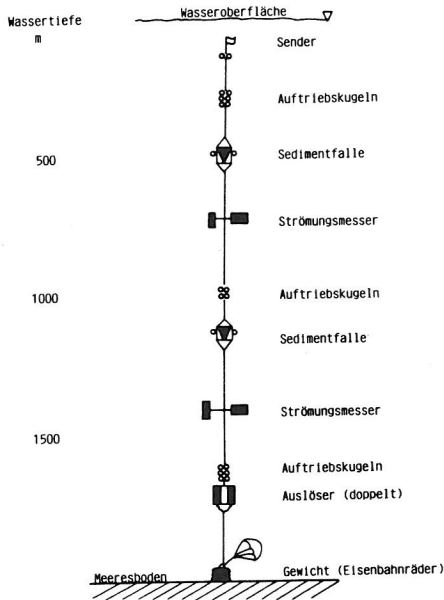 Wasseroberfläche
Wassertiefe
m
Sender
Auftriebskugeln
Sedimentfalle
500
Strömungsmesser
Auftriebskugeln
1000
Sedimentfalle
Strömungsmesser
1500
Auftriebskugeln
Auslöser (doppelt)
Gewicht (Eisenbahnräder)
Meeresboden